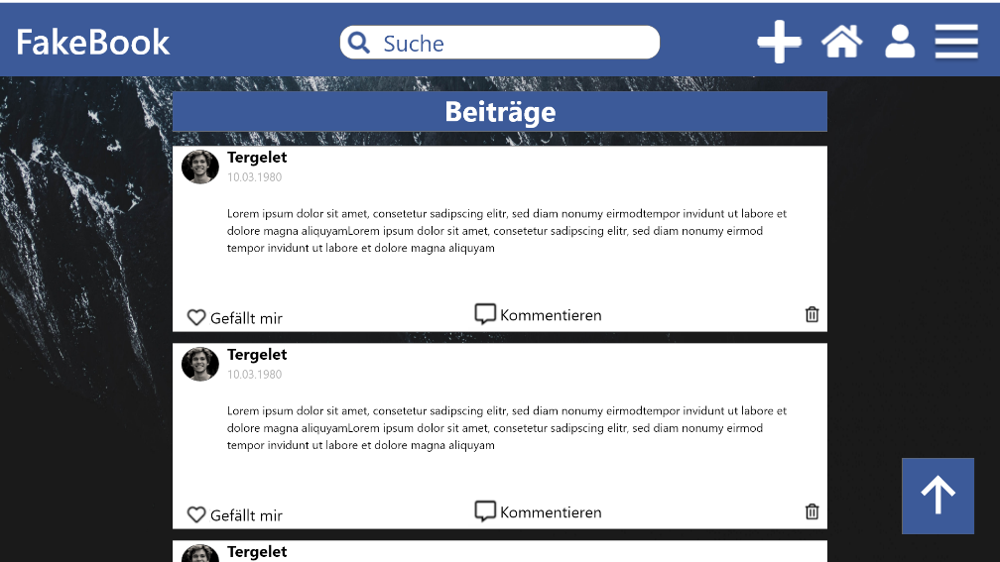 FakeBook
Suche
Beiträge
Tergelet
10.03.1980
Lorem ipsum dolor sit amet, consetetur sadipscing elitr, sed diam nonumy eirmodtempor invidunt ut labore et
dolore magna aliquyamLorem ipsum dolor sit amet, consetetur sadipscing elitr, sed diam nonumy eirmod
tempor invidunt ut labore et dolore magna aliquyam
Gefällt mir
Kommentieren
Tergelet
10.03.1980
Lorem ipsum dolor sit amet, consetetur sadipscing elitr, sed diam nonumy eirmodtempor invidunt ut labore et
dolore magna aliquyamLorem ipsum dolor sit amet, consetetur sadipscing elitr, sed diam nonumy eirmod
tempor invidunt ut labore et dolore magna aliquyam
Gefällt mir
Kommentieren
Tergelet